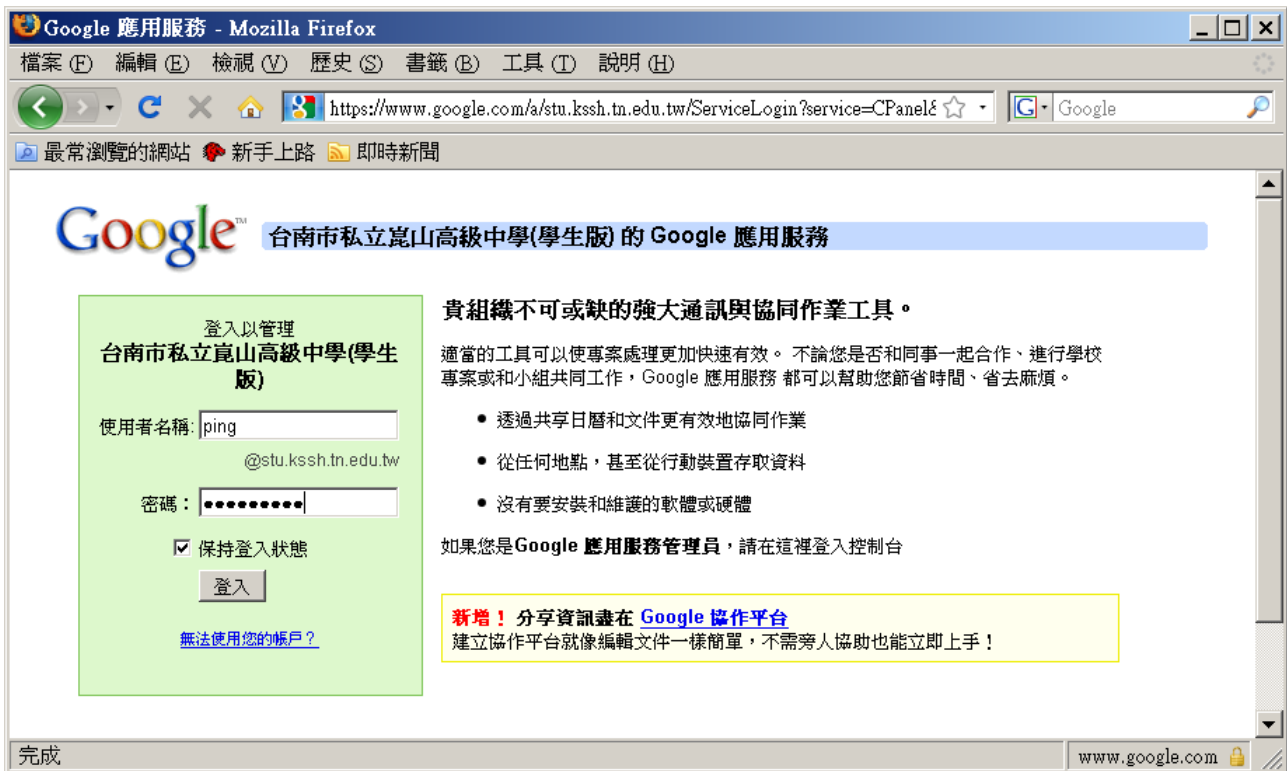 Google 應用服務 - Mozilla Firefox
檔案 (F) 編輯 (E) 檢視 (V) 歷史 (S) 書籤 (B) 工具 (T) 說明 (H)
https://www.google.com/a/stu.kssh.tn.edu.tw/ServiceLogin?service=CPanel& Google
最常瀏覽的網站 新手上路 即時新聞
Google™ 台南市私立崑山高級中學(學生版) 的 Google 應用服務
登入以管理
台南市私立崑山高級中學(學生
版)
使用者名稱: ping
@stu.kssh.tn.edu.tw
密碼： •••••••••
保持登入狀態
登入
無法使用您的帳戶？
貴組織不可或缺的強大通訊與協同作業工具。
適當的工具可以使專案處理更加快速有效。 不論您是否和同事一起合作、進行學校
專案或和小組共同工作，Google 應用服務 都可以幫助您節省時間、省去麻煩。
• 透過共享日曆和文件更有效地協同作業
• 從任何地點，甚至從行動裝置存取資料
• 沒有要安裝和維護的軟體或硬體
如果您是Google 應用服務管理員，請在這裡登入控制台
新增！ 分享資訊盡在 Google 協作平台
建立協作平台就像編輯文件一樣簡單，不需旁人協助也能立即上手！
完成 www.google.com